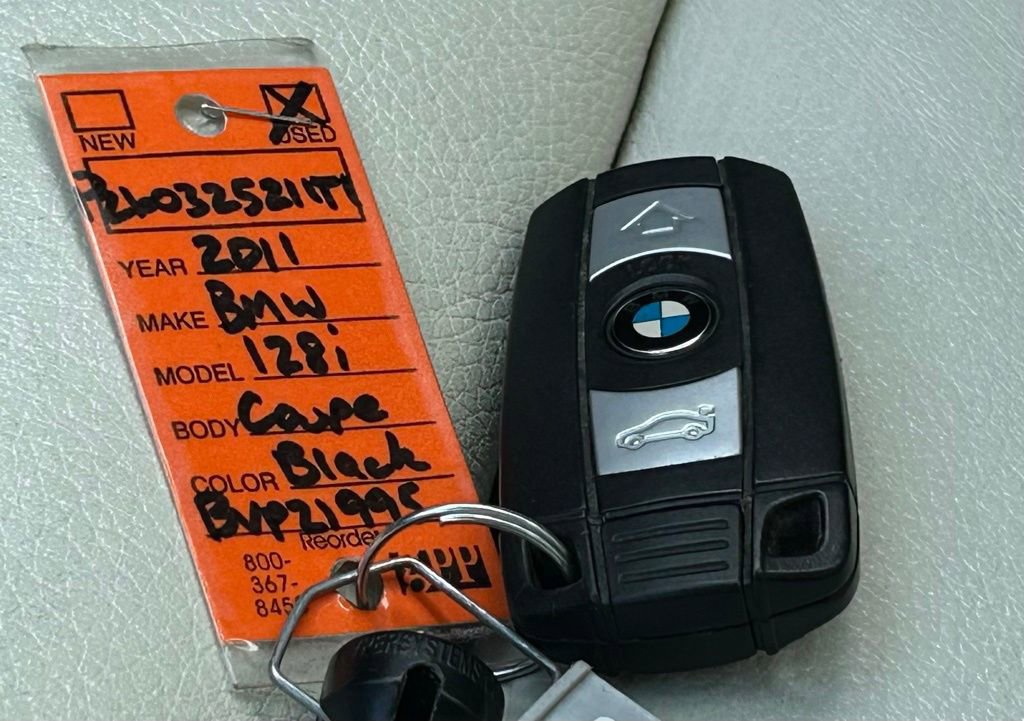 NEW USED
YEAR 2011
MAKE BMW
MODEL 128i
BODY Coupe
COLOR Black
BVP21995
Reorder
800-
367-